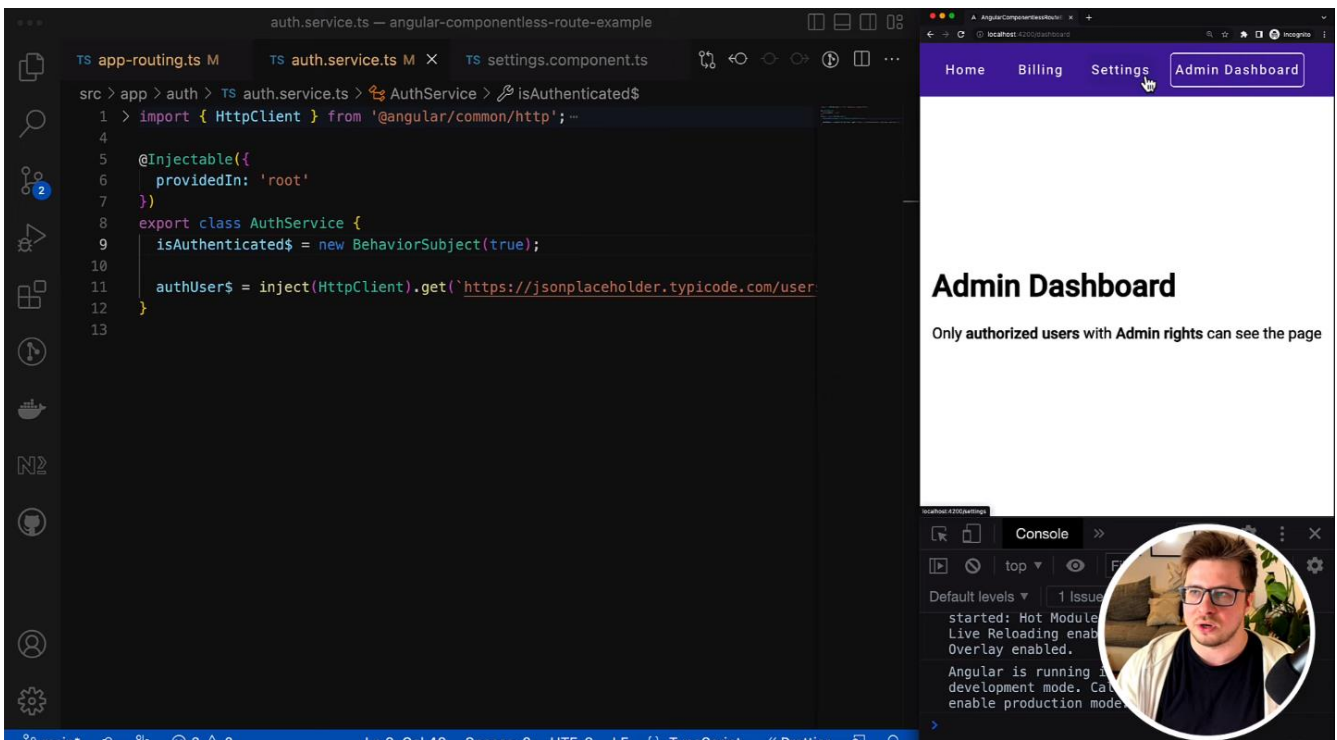 auth.service.ts — angular-componentless-route-example
TS app-routing.ts M TS auth.service.ts M × TS settings.component.ts
src > app > auth > TS auth.service.ts > AuthService > isAuthenticated$
1 > import { HttpClient } from '@angular/common/http';
4
5 @Injectable({
6 providedIn: 'root'
7 })
8 export class AuthService {
9 isAuthenticated$ = new BehaviorSubject(true);
10
11 authUser$ = inject(HttpClient).get(`https://jsonplaceholder.typicode.com/user
12 }
13
2
AngularComponentlessRoute
localhost:4200/dashboard Incognito
Home Billing Settings Admin Dashboard
Admin Dashboard
Only authorized users with Admin rights can see the page
localhost:4200/settings
Console
top
Default levels 1 Issue
started: Hot Module
Live Reloading enab
Overlay enabled.
Angular is running i
development mode. Cal
enable production mode.